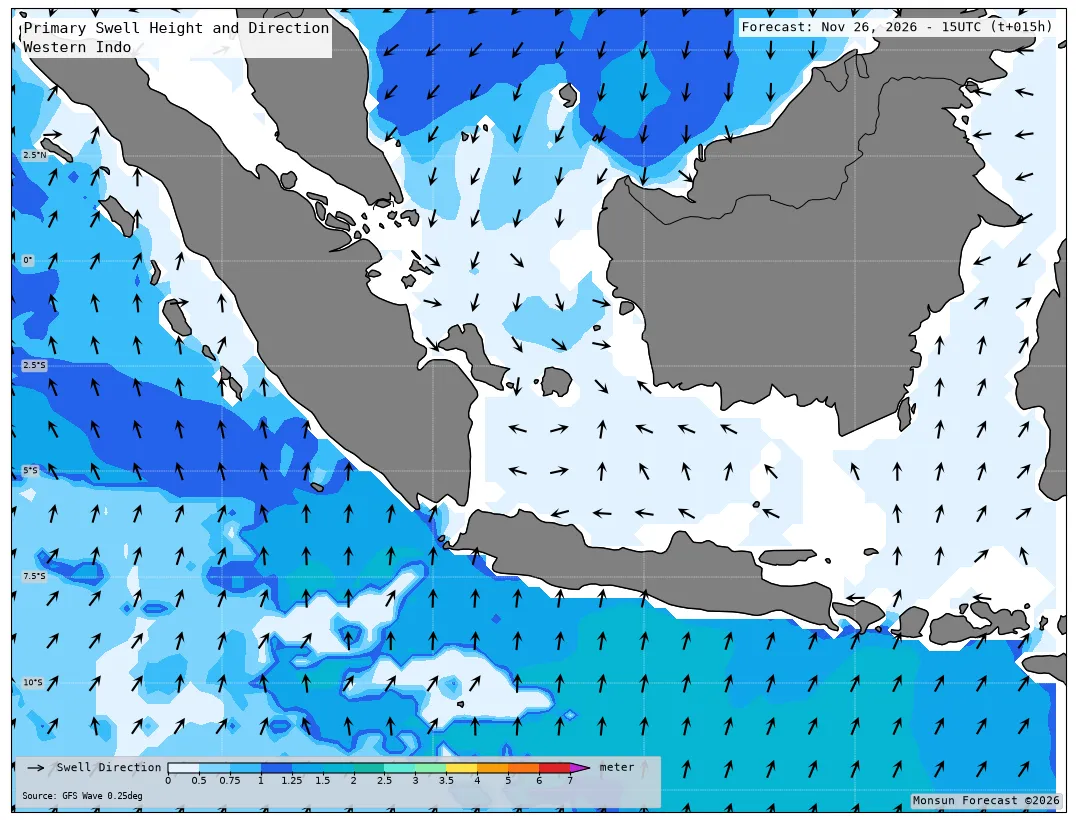 Primary Swell Height and Direction
Western Indo
Forecast: Nov 26, 2026 - 15UTC (t+015h)
2.5°N
0°
2.5°S
5°S
7.5°S
10°S
Swell Direction
0 0.5 0.75 1 1.25 1.5 2 2.5 3 3.5 4 5 6 7
meter
Source: GFS Wave 0.25deg
Monsun Forecast ©2026